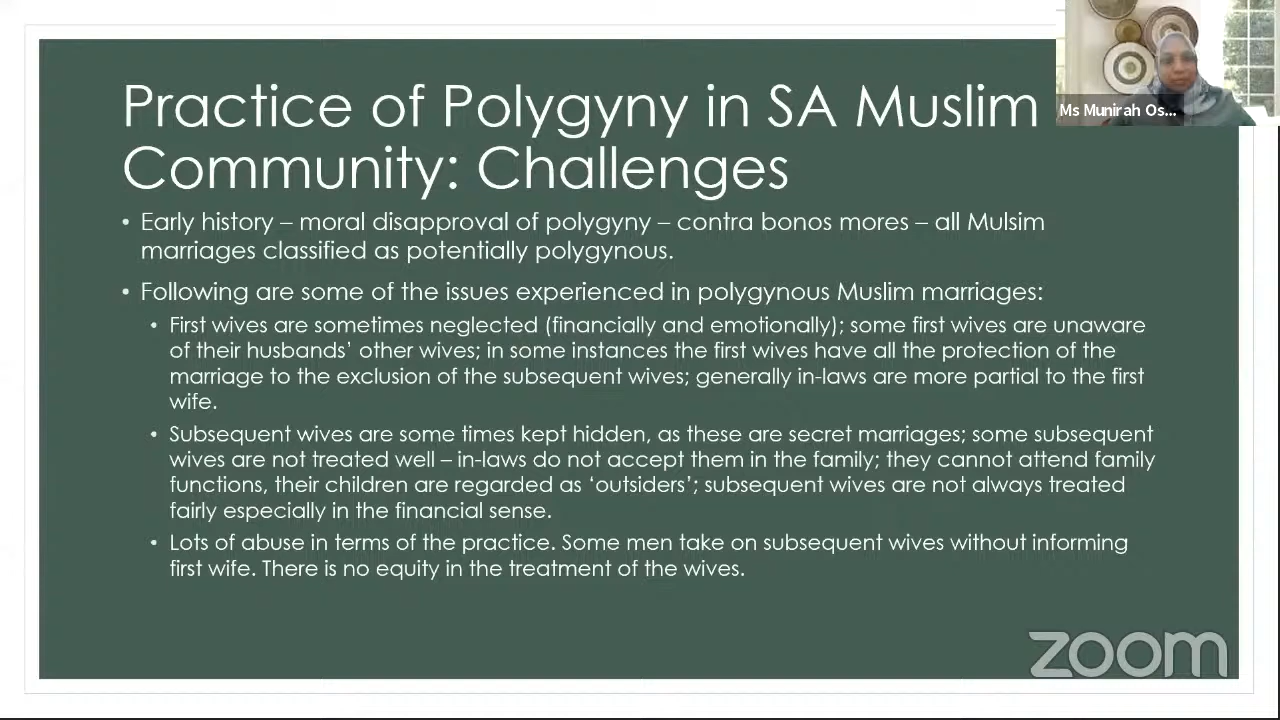 Practice of Polygyny in SA Muslim
Community: Challenges
Ms Munirah Os...
• Early history – moral disapproval of polygyny – contra bonos mores – all Mulsim
marriages classified as potentially polygynous.
• Following are some of the issues experienced in polygynous Muslim marriages:
• First wives are sometimes neglected (financially and emotionally); some first wives are unaware
of their husbands’ other wives; in some instances the first wives have all the protection of the
marriage to the exclusion of the subsequent wives; generally in-laws are more partial to the first
wife.
• Subsequent wives are some times kept hidden, as these are secret marriages; some subsequent
wives are not treated well – in-laws do not accept them in the family; they cannot attend family
functions, their children are regarded as ‘outsiders’; subsequent wives are not always treated
fairly especially in the financial sense.
• Lots of abuse in terms of the practice. Some men take on subsequent wives without informing
first wife. There is no equity in the treatment of the wives.
zoom